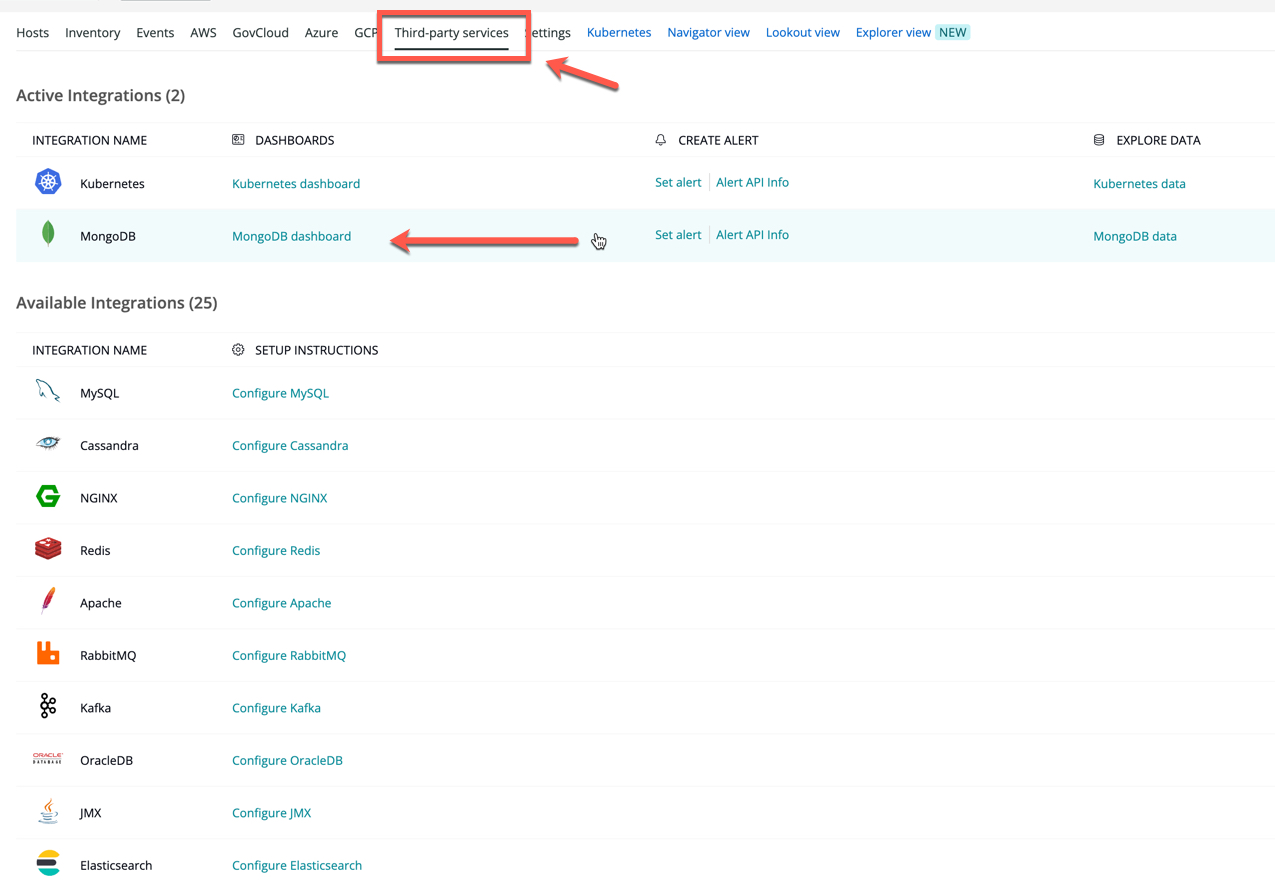 Hosts Inventory Events AWS GovCloud Azure GCP Third-party services ettings Kubernetes Navigator view Lookout view Explorer view NEW
Active Integrations (2)
INTEGRATION NAME DASHBOARDS CREATE ALERT EXPLORE DATA
Kubernetes Kubernetes dashboard Set alert Alert API Info Kubernetes data
MongoDB MongoDB dashboard Set alert Alert API Info MongoDB data
Available Integrations (25)
INTEGRATION NAME SETUP INSTRUCTIONS
MySQL Configure MySQL
Cassandra Configure Cassandra
NGINX Configure NGINX
Redis Configure Redis
Apache Configure Apache
RabbitMQ Configure RabbitMQ
Kafka Configure Kafka
ORACLE
DATABASE
OracleDB Configure OracleDB
JMX Configure JMX
Elasticsearch Configure Elasticsearch